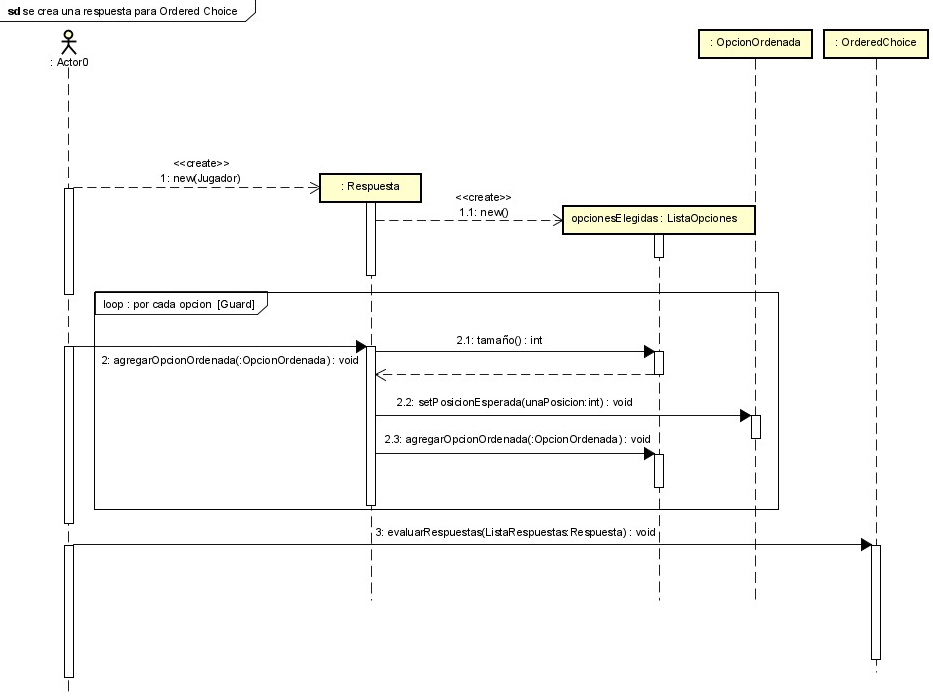 sd se crea una respuesta para Ordered Choice
: Actor0
: OpcionOrdenada
: OrderedChoice
<<create>>
1: new(Jugador)
: Respuesta
<<create>>
1.1: new()
opcionesElegidas : ListaOpciones
loop : por cada opcion [Guard]
2.1: tamaño() : int
2: agregarOpcionOrdenada(:OpcionOrdenada) : void
2.2: setPosicionEsperada(unaPosicion:int) : void
2.3: agregarOpcionOrdenada(:OpcionOrdenada) : void
3: evaluarRespuestas(ListaRespuestas:Respuesta) : void